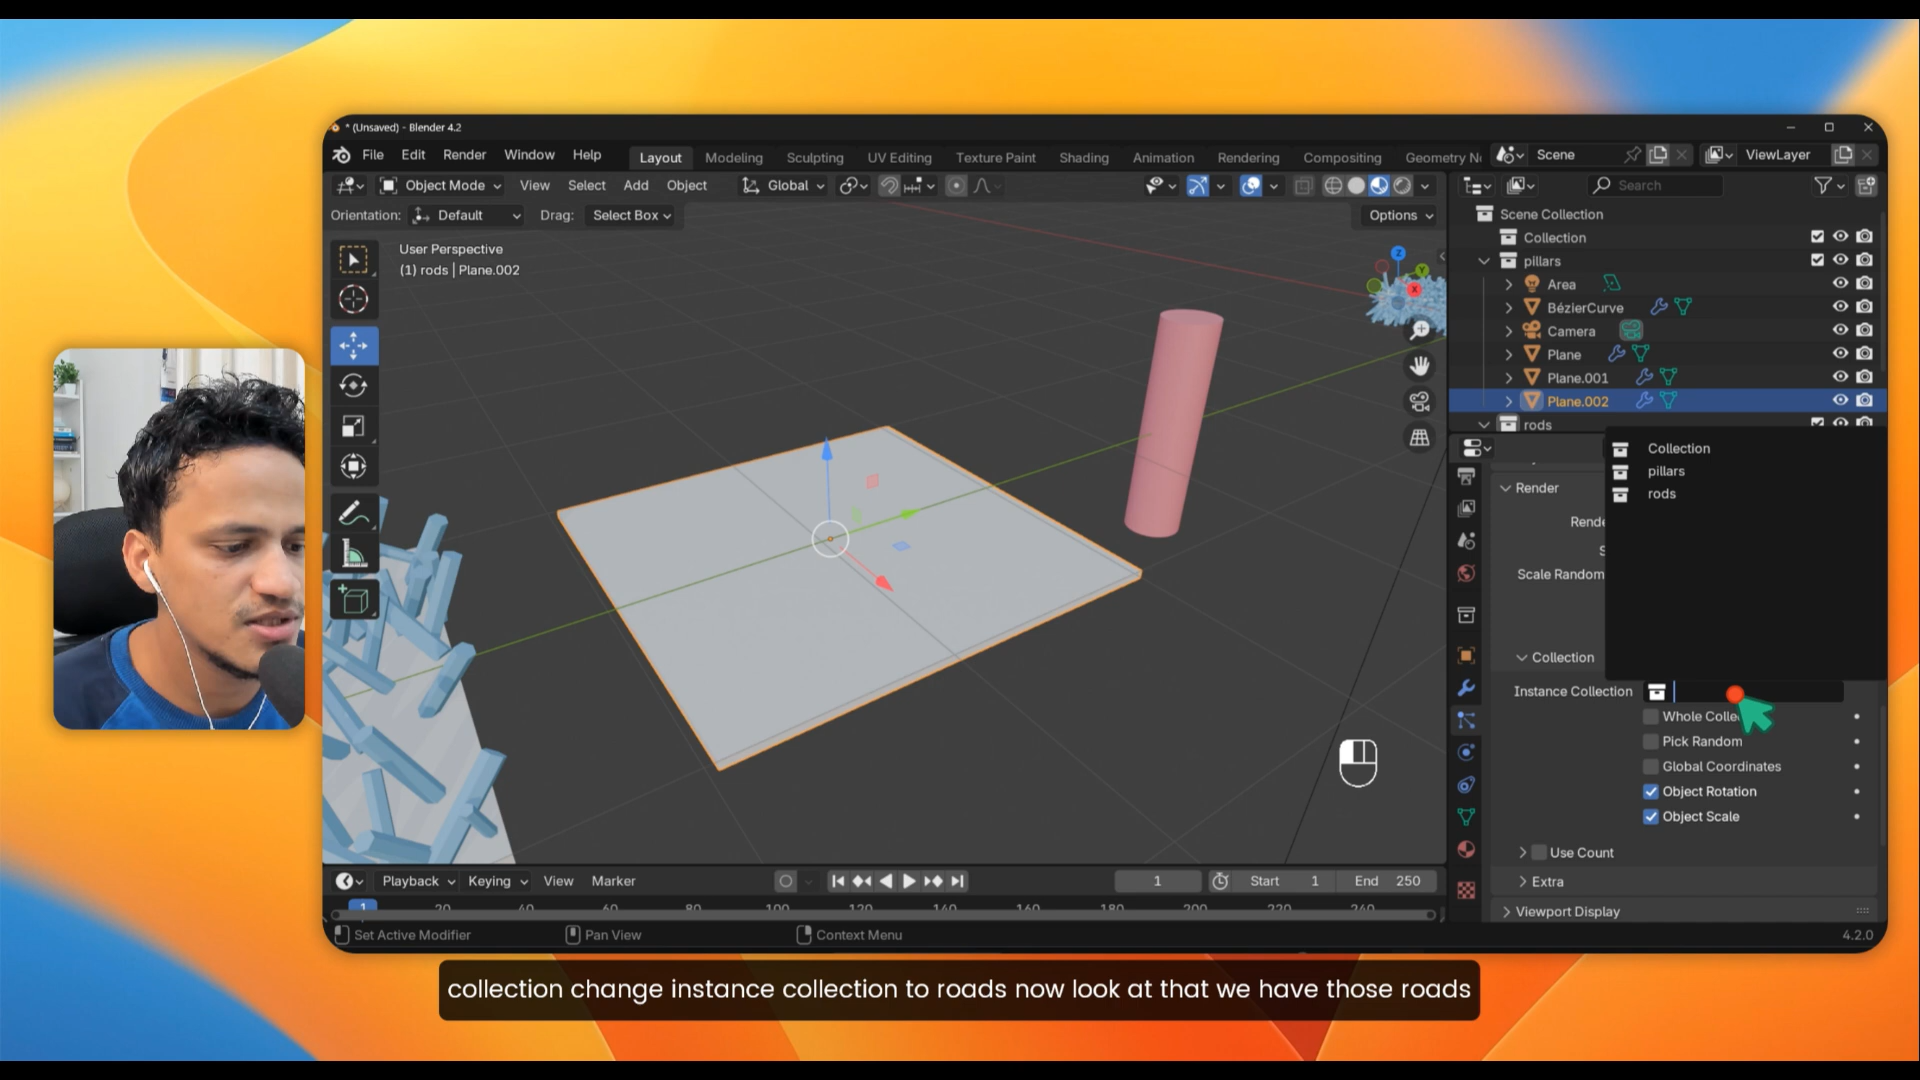 * (Unsaved) - Blender 4.2
File Edit Render Window Help Layout Modeling Sculpting UV Editing Texture Paint Shading Animation Rendering Compositing Geometry No Scene ViewLayer
Object Mode View Select Add Object Global Search
Orientation: Default Drag: Select Box Options
User Perspective
(1) rods | Plane.002
Z
Y
X
Scene Collection
Collection
pillars
Area
BézierCurve
Camera
Plane
Plane.001
Plane.002
rods
Collection
pillars
rods
Render
Rende
S
Scale Random
Collection
Instance Collection
Whole Colle
Pick Random
Global Coordinates
Object Rotation
Object Scale
Use Count
Extra
Viewport Display
Playback Keying View Marker 1 Start 1 End 250
1 20 40 60 80 100 120 140 160 180 200 220 240
Set Active Modifier Pan View Context Menu 4.2.0
collection change instance collection to roads now look at that we have those roads